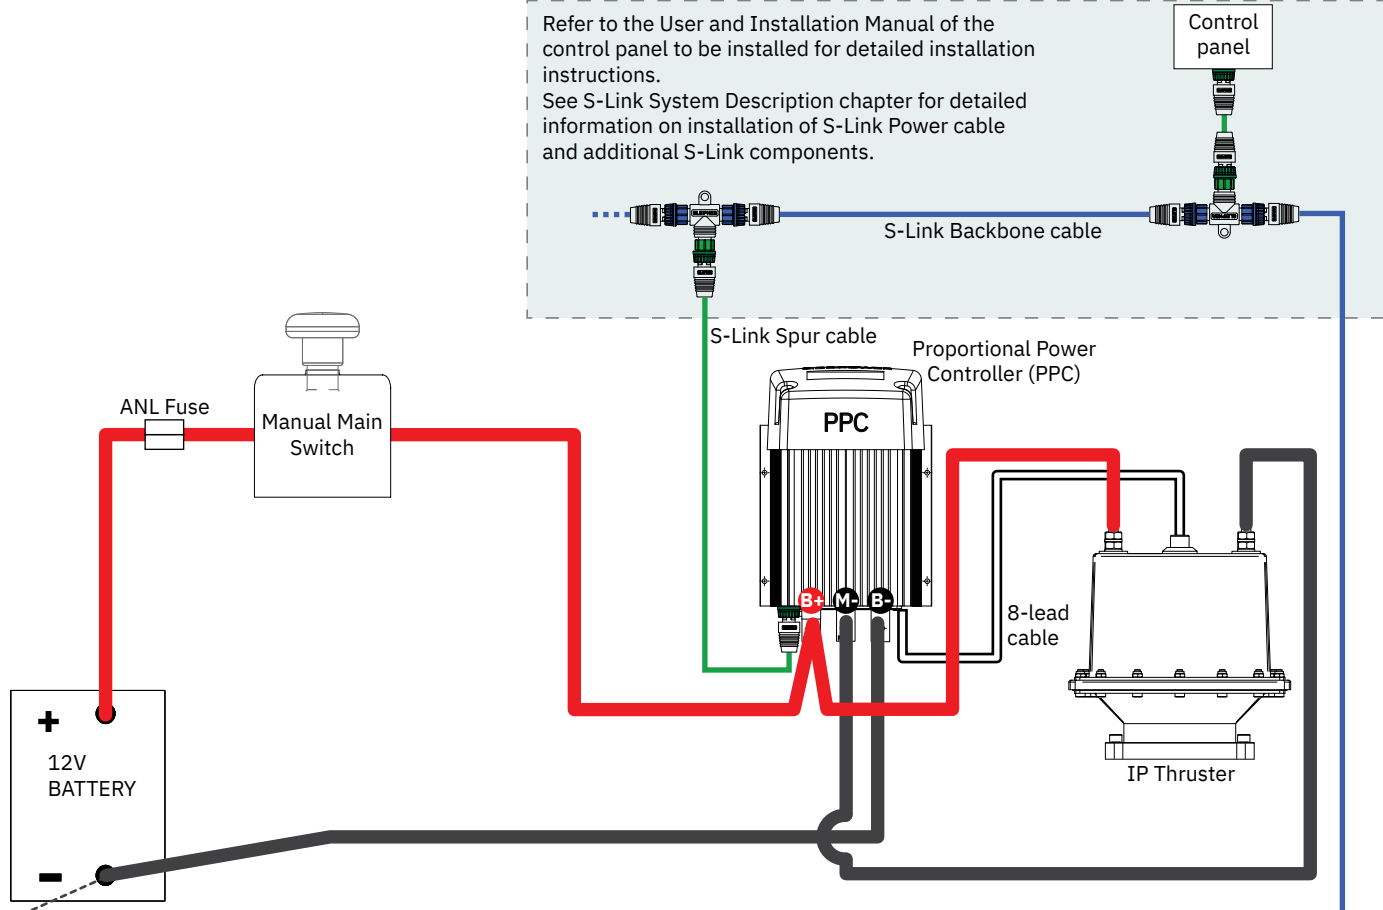 Refer to the User and Installation Manual of the
control panel to be installed for detailed installation
instructions.
See S-Link System Description chapter for detailed
information on installation of S-Link Power cable
and additional S-Link components.
Control
panel
S-Link Backbone cable
S-Link Spur cable
Proportional Power
Controller (PPC)
ANL Fuse
Manual Main
Switch
PPC
B+
M-
B-
8-lead
cable
+
12V
BATTERY
-
IP Thruster